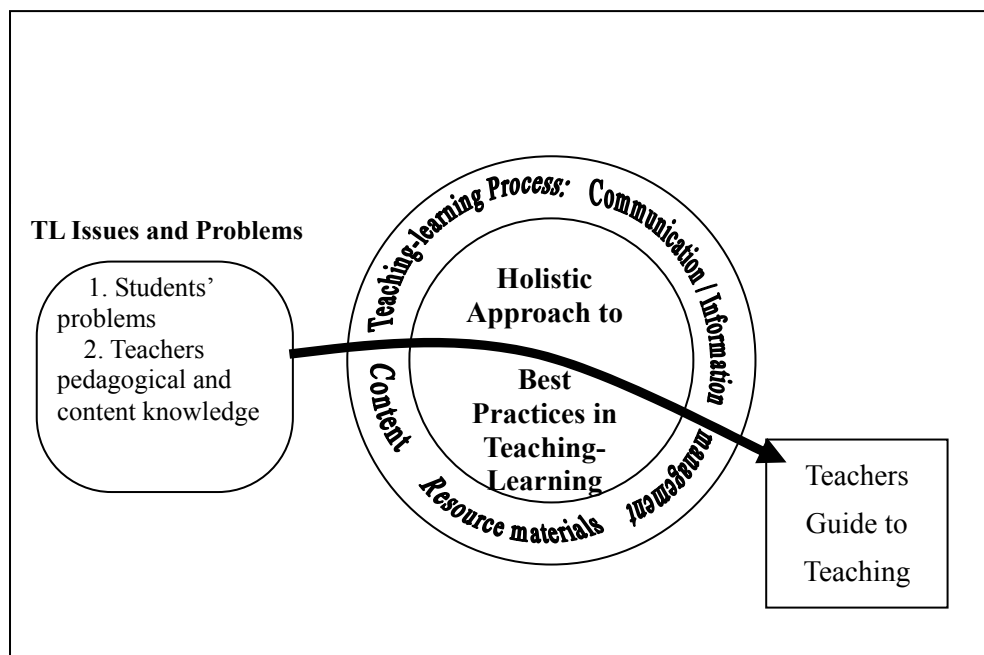 TL Issues and Problems
1. Students’
problems
2. Teachers
pedagogical and
content knowledge
Teaching-learning Process: Communication / Information management
Content Resource materials
Holistic
Approach to
Best
Practices in
Teaching-
Learning
Teachers
Guide to
Teaching